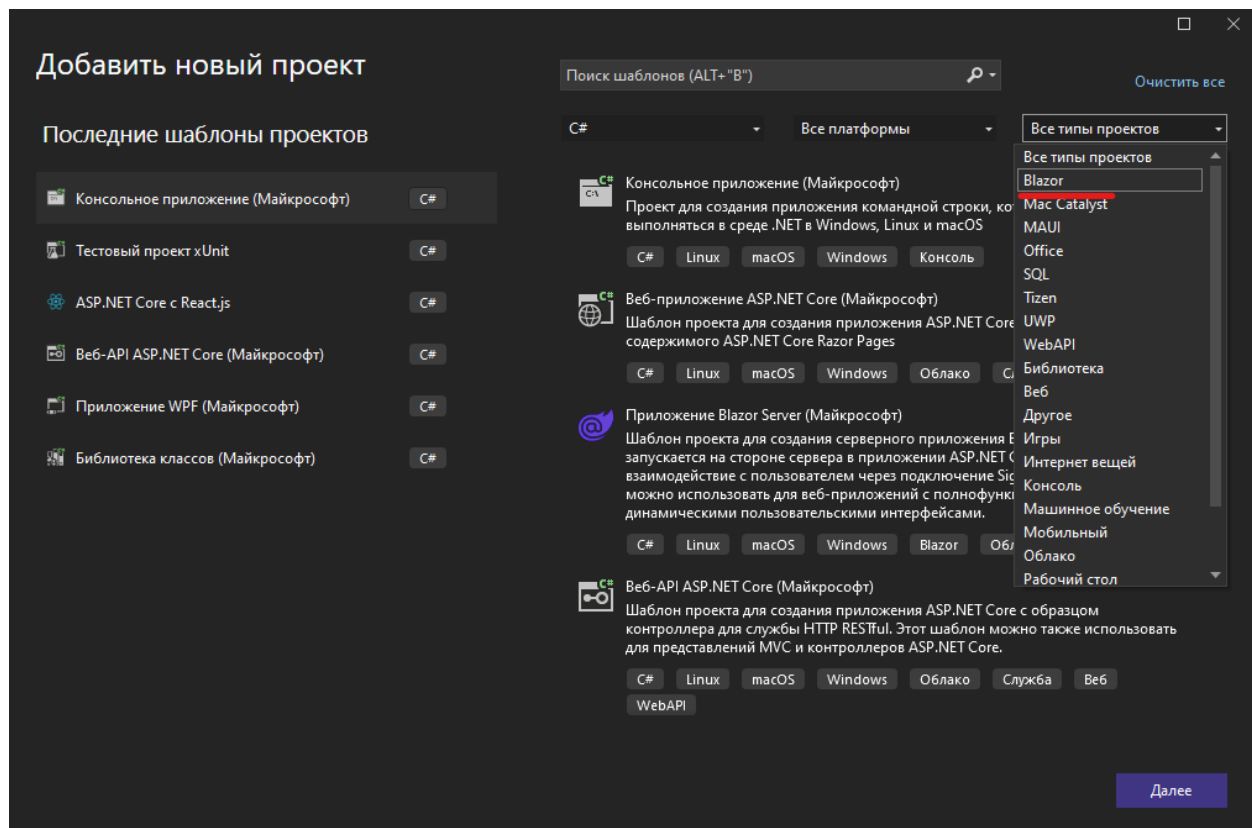 Добавить новый проект
Поиск шаблонов (ALT+"В")
Очистить все
Последние шаблоны проектов
C#
Все платформы
Все типы проектов
Консольное приложение (Майкрософт)
C#
Тестовый проект xUnit
C#
ASP.NET Core с React.js
C#
Веб-API ASP.NET Core (Майкрософт)
C#
Приложение WPF (Майкрософт)
C#
Библиотека классов (Майкрософт)
C#
Консольное приложение (Майкрософт)
Проект для создания приложения командной строки,
выполняться в среде .NET в Windows, Linux и macOS
C# Linux macOS Windows Консоль
Веб-приложение ASP.NET Core (Майкрософт)
Шаблон проекта для создания приложения ASP.NET Core
содержимого ASP.NET Core Razor Pages
C# Linux macOS Windows Облако
Приложение Blazor Server (Майкрософт)
Шаблон проекта для создания серверного приложения
запускается на стороне сервера в приложении ASP.NET
взаимодействие с пользователем через подключение
можно использовать для веб-приложений с
динамическими пользовательскими интерфейсами.
C# Linux macOS Windows Blazor
Веб-API ASP.NET Core (Майкрософт)
Шаблон проекта для создания приложения ASP.NET Core с образцом
контроллера для службы HTTP RESTful. Этот шаблон можно также использовать
для представлений MVC и контроллеров ASP.NET Core.
C# Linux macOS Windows Облако Служба Веб
WebAPI
Все типы проектов
Blazor
Mac Catalyst
MAUI
Office
SQL
Tizen
UWP
WebAPI
Библиотека
Веб
Другое
Игры
Интернет вещей
Консоль
Машинное обучение
Мобильный
Облако
Рабочий стол
Далее